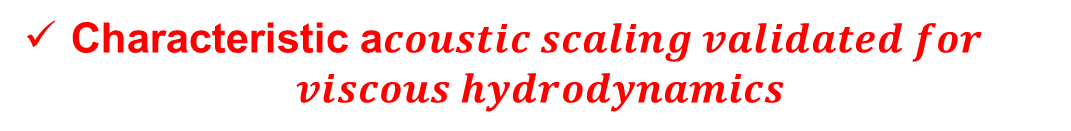 ✓ Characteristic acoustic scaling validated for
viscous hydrodynamics